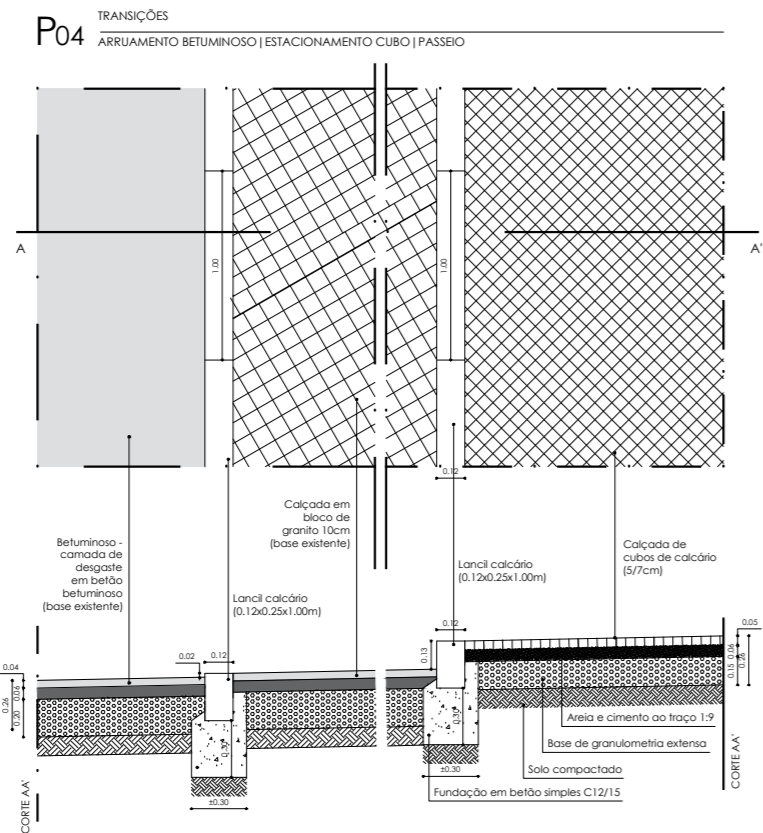 P04
TRANSIÇÕES
ARRUAMENTO BETUMINOSO | ESTACIONAMENTO CUBO | PASSEIO
A
A'
1.00
1.00
0.12
Betuminoso -
camada de
desgaste
em betão
betuminoso
(base existente)
Lancil calcário
(0.12x0.25x1.00m)
Calçada em
bloco de
granito 10cm
(base existente)
Lancil calcário
(0.12x0.25x1.00m)
Calçada de
cubos de calcário
(5/7cm)
0.04
0.06
0.26
0.20
0.02
0.12
0.30
±0.30
0.12
0.13
0.30
±0.30
0.05
0.06
0.15
0.26
Areia e cimento ao traço 1:9
Base de granulometria extensa
Solo compactado
Fundação em betão simples C12/15
CORTE AA'
CORTE AA'